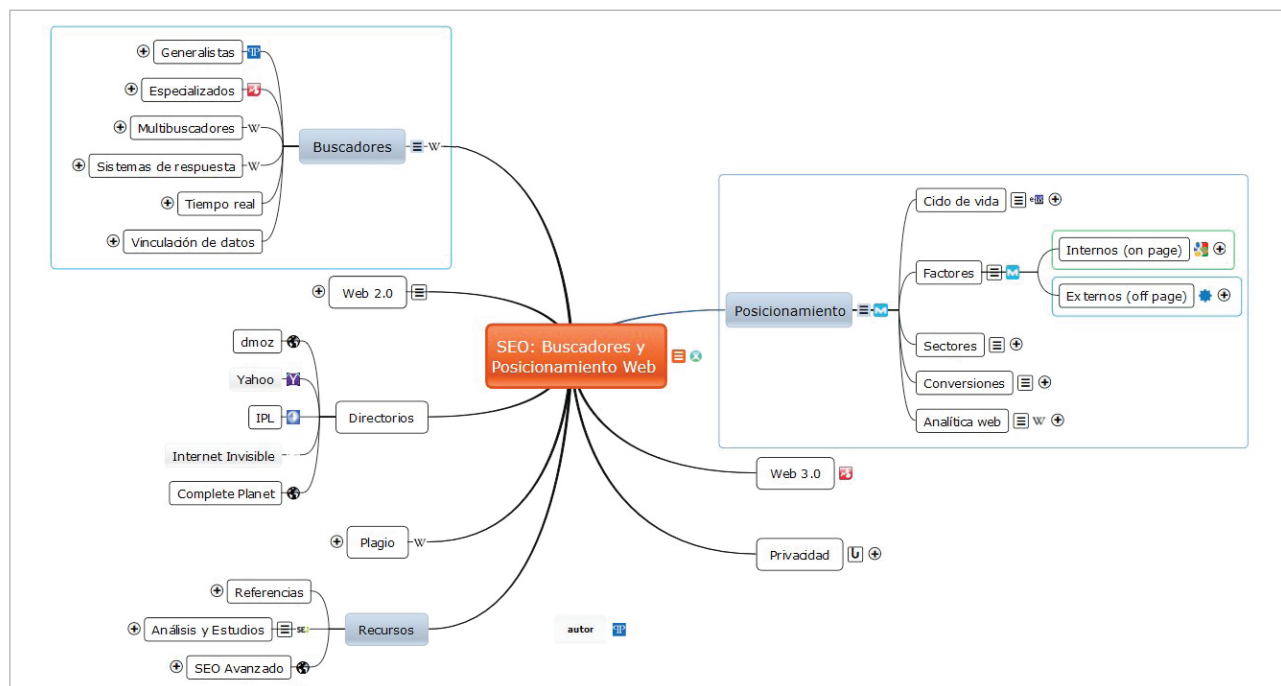 Generalistas
Especializados
Multibuscadores
W
Sistemas de respuesta
W
Tiempo real
Vinculación de datos
Buscadores
W
Web 2.0
dmoz
Yahoo
IPL
Internet Invisible
Complete Planet
Directorios
Plagio
W
Referencias
Análisis y Estudios
SEO Avanzado
Recursos
SEO: Buscadores y
Posicionamiento Web
Posicionamiento
Ciclo de vida
Factores
Internos (on page)
Externos (off page)
Sectores
Conversiones
Analítica web
W
Web 3.0
Privacidad
autor